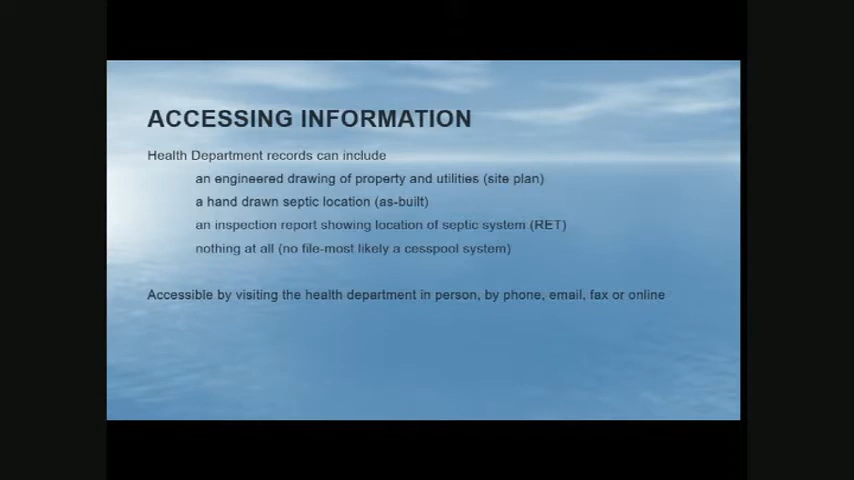 ACCESSING INFORMATION
Health Department records can include
an engineered drawing of property and utilities (site plan)
a hand drawn septic location (as-built)
an inspection report showing location of septic system (RET)
nothing at all (no file-most likely a cesspool system)
Accessible by visiting the health department in person, by phone, email, fax or online